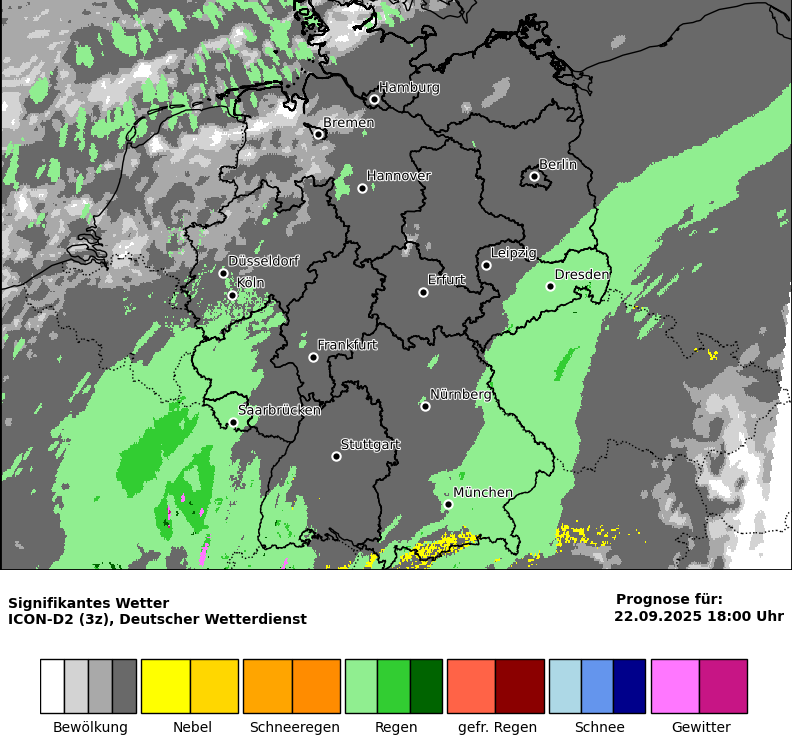 Hamburg
Bremen
Berlin
Hannover
Leipzig
Düsseldorf
Dresden
Köln
Erfurt
Frankfurt
Nürnberg
Saarbrücken
Stuttgart
München
Signifikantes Wetter
ICON-D2 (3z), Deutscher Wetterdienst
Prognose für:
22.09.2025 18:00 Uhr
Bewölkung Nebel Schneeregen Regen gefr. Regen Schnee Gewitter